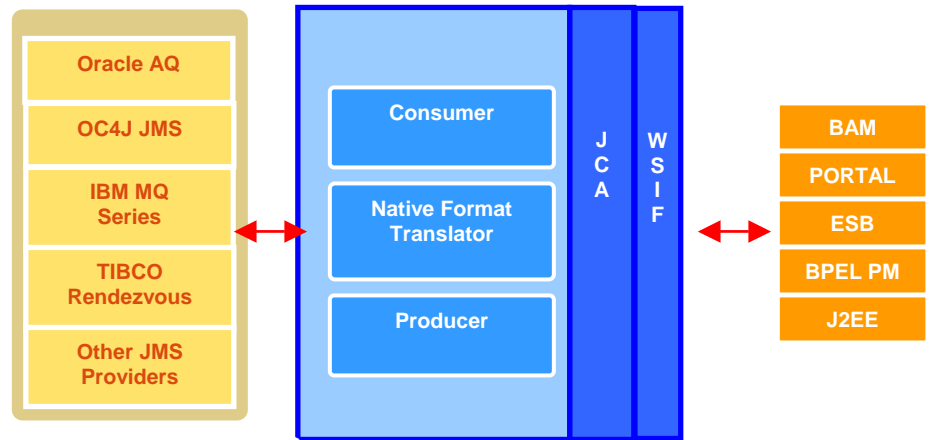 Oracle AQ
OC4J JMS
IBM MQ
Series
TIBCO
Rendezvous
Other JMS
Providers
Consumer
Native Format
Translator
Producer
J
C
A
W
S
I
F
BAM
PORTAL
ESB
BPEL PM
J2EE